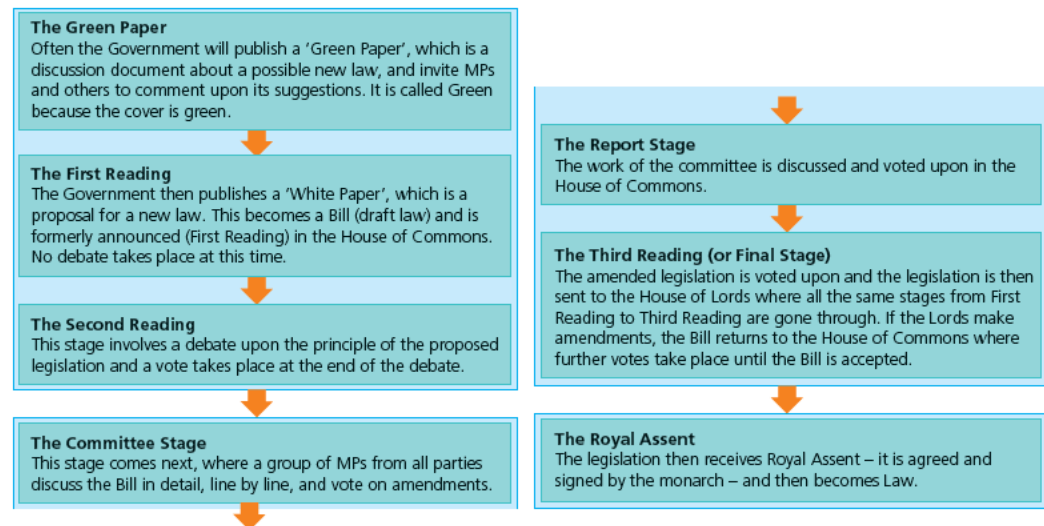 The Green Paper
Often the Government will publish a ‘Green Paper’, which is a
discussion document about a possible new law, and invite MPs
and others to comment upon its suggestions. It is called Green
because the cover is green.
The First Reading
The Government then publishes a ‘White Paper’, which is a
proposal for a new law. This becomes a Bill (draft law) and is
formerly announced (First Reading) in the House of Commons.
No debate takes place at this time.
The Second Reading
This stage involves a debate upon the principle of the proposed
legislation and a vote takes place at the end of the debate.
The Committee Stage
This stage comes next, where a group of MPs from all parties
discuss the Bill in detail, line by line, and vote on amendments.
The Report Stage
The work of the committee is discussed and voted upon in the
House of Commons.
The Third Reading (or Final Stage)
The amended legislation is voted upon and the legislation is then
sent to the House of Lords where all the same stages from First
Reading to Third Reading are gone through. If the Lords make
amendments, the Bill returns to the House of Commons where
further votes take place until the Bill is accepted.
The Royal Assent
The legislation then receives Royal Assent – it is agreed and
signed by the monarch – and then becomes Law.